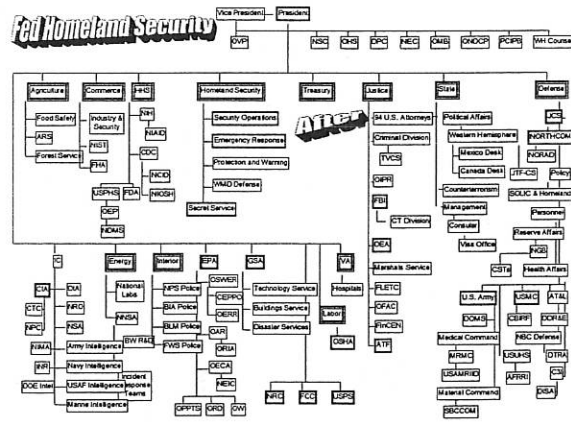 Fed Homeland Security
Vice President
President
OVP
NSC
OHS
DPC
NEC
OMB
ONDCP
PCIPB
WH Counsel
After
Agriculture
Commerce
HHS
Homeland Security
Treasury
Justice
State
Defense
Food Safety
ARS
Forest Service
Industry &
Security
NIST
FHA
NIH
NIAID
CDC
NCID
NIOSH
USPHS
FDA
OEP
NDMS
Security Operations
Emergency Response
Protection and Warning
WMD Defense
Secret Service
94 U.S. Attorneys
Criminal Division
TVCS
OIPR
FBI
CT Division
DEA
Marshals Service
FLETC
OFAC
FinCEN
ATF
Political Affairs
Western Hemisphere
Mexico Desk
Canada Desk
Counterterrorism
Management
Consular
Visa Office
JCS
NORTHCOM
NORAD
JTF-CS
Policy
SOLIC & Homeland
Personnel
Reserve Affairs
NGB
CSTs
Health Affairs
U.S. Army
USMC
AT&L
DOMS
CBIRF
DDR&E
Medical Command
NBC Defense
MRMC
USUHS
DTRA
USAMRIID
AFRRI
C3I
Material Command
DISA
SBCCOM
IC
CIA
DIA
CTC
NRO
NPC
NSA
NIMA
Army Intelligence
INR
Navy Intelligence
DOE Intel
USAF Intelligence
Marine Intelligence
Energy
National
Labs
NNSA
BW R&D
Incident
Response
Teams
Interior
NPS Police
BIA Police
BLM Police
FWS Police
EPA
OSWER
CEPPO
OERR
OAR
ORIA
OECA
NEIC
OPPTS
ORD
OW
GSA
Technology Service
Buildings Service
Disaster Services
VA
Hospitals
Labor
OSHA
NRC
FCC
USPS